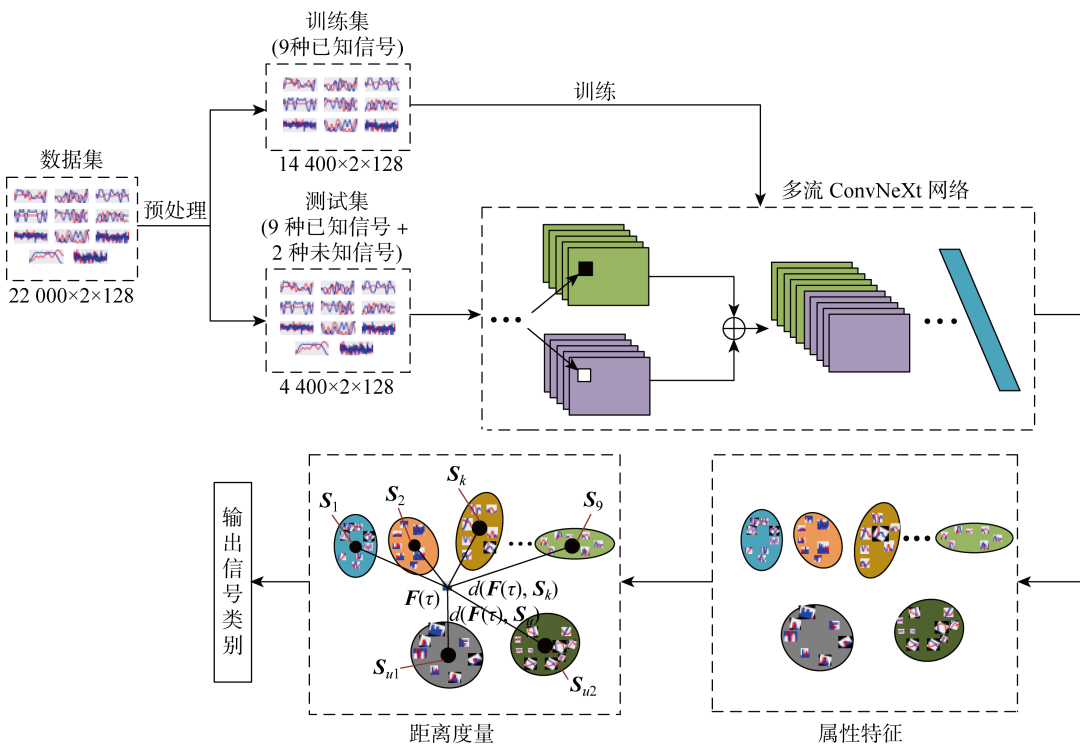 训练集
(9种已知信号)
14 400×2×128
训练
数据集
22 000×2×128
预处理
测试集
(9 种已知信号 +
2 种未知信号)
4 400×2×128
多流 ConvNeXt 网络
S1
S2
Sk
S9
F(τ)
d(F(τ), Sk)
d(F(τ), Su)
Su1
Su2
距离度量
属性特征
输出信号类别